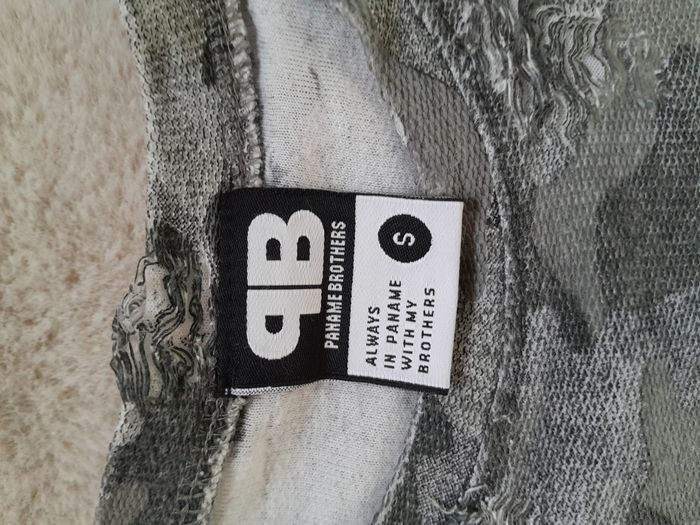 PB
PANAME BROTHERS
S
ALWAYS
IN PANAME
WITH MY
BROTHERS